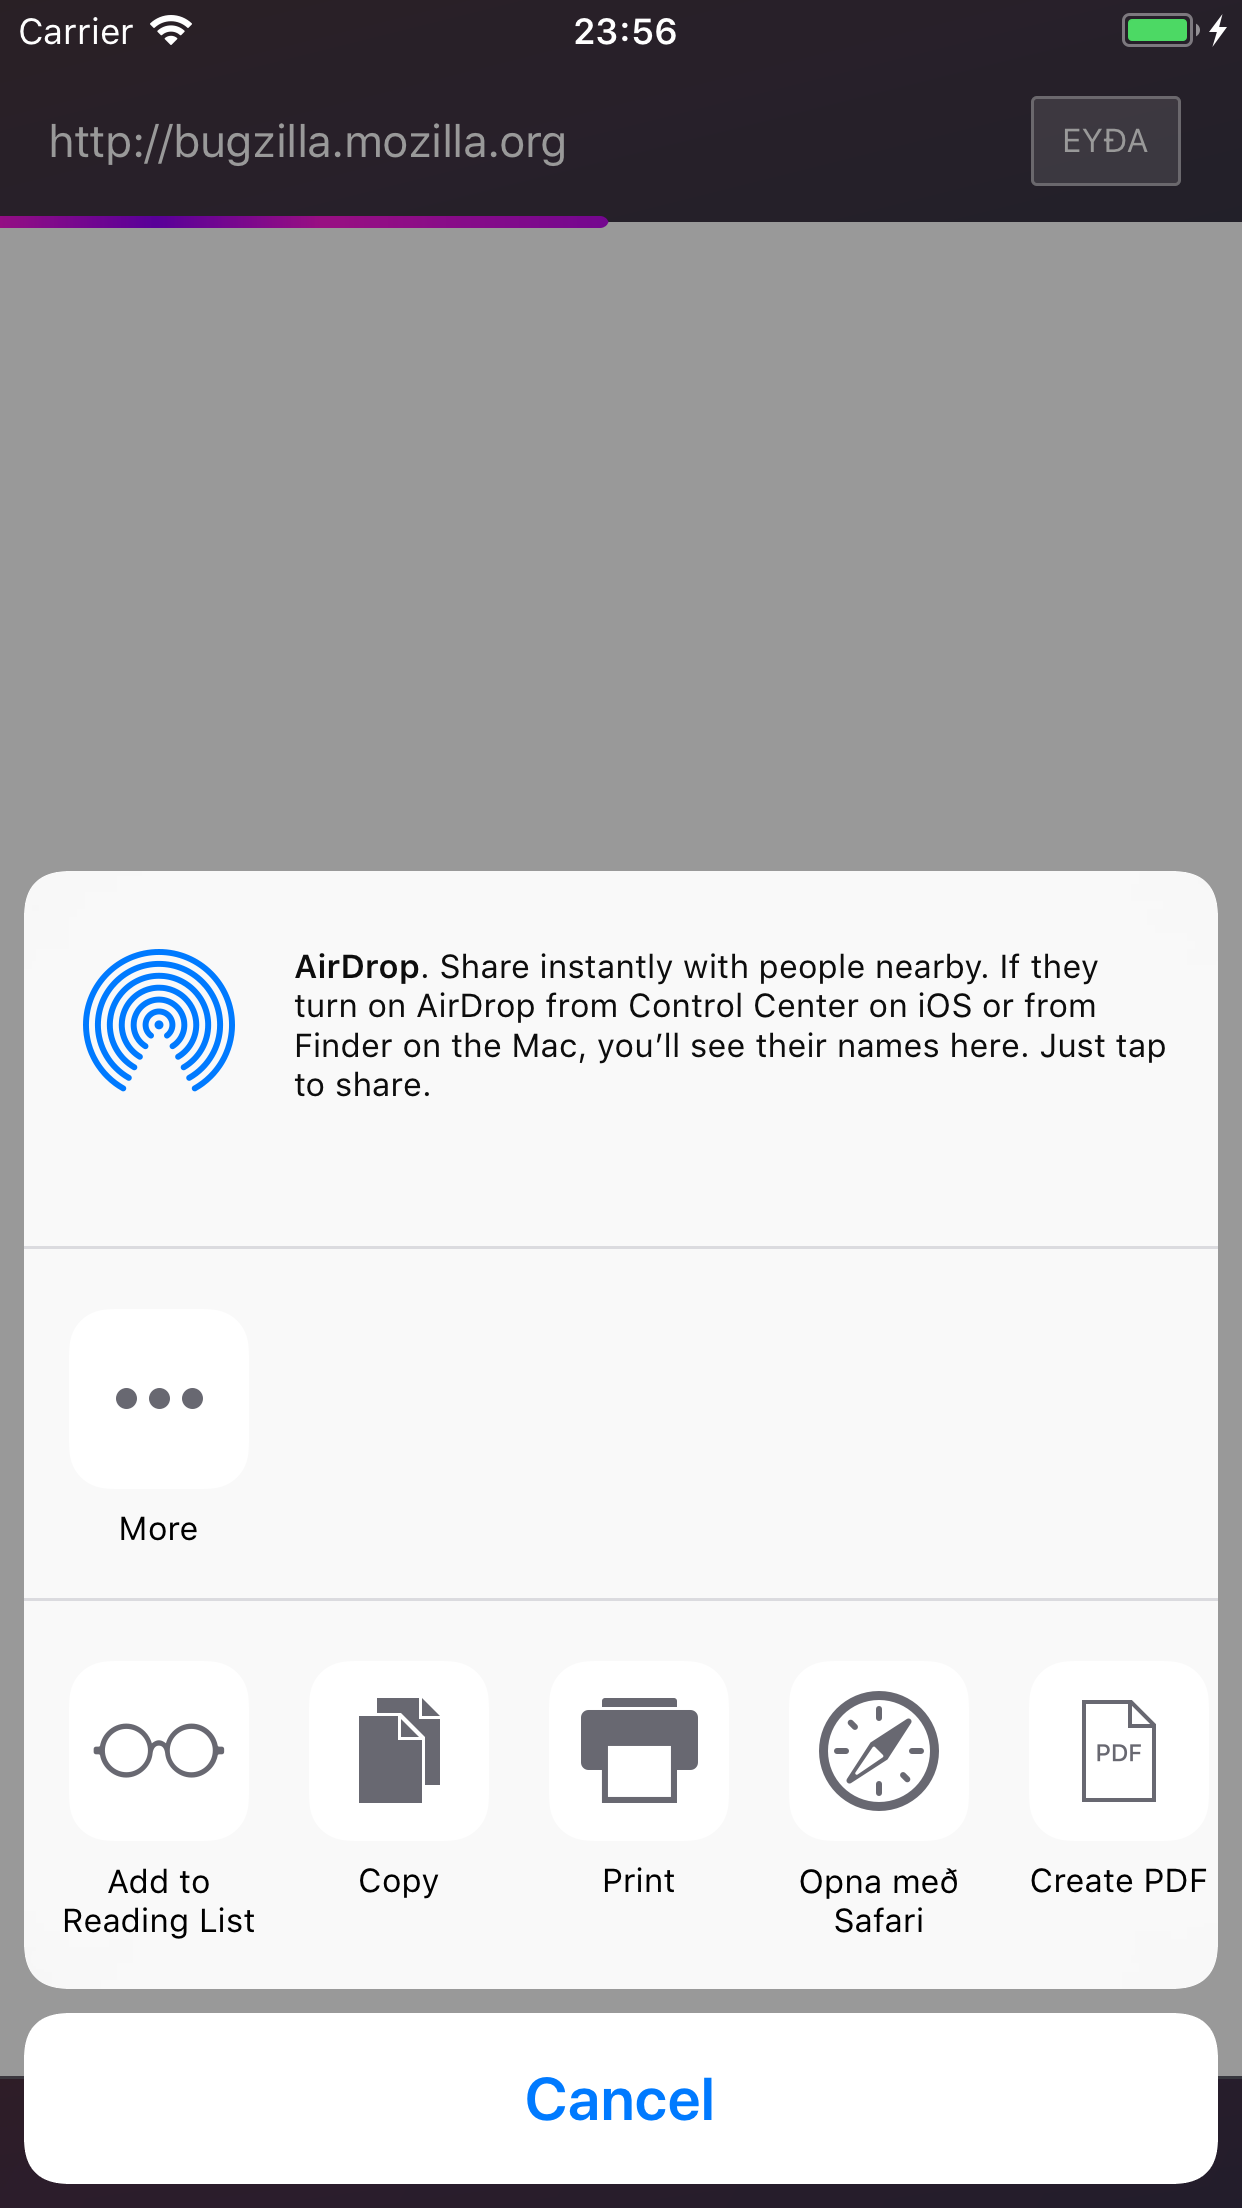 Carrier
23:56
http://bugzilla.mozilla.org
EYÐA
AirDrop. Share instantly with people nearby. If they
turn on AirDrop from Control Center on iOS or from
Finder on the Mac, you’ll see their names here. Just tap
to share.
More
Add to
Reading List
Copy
Print
Opna með
Safari
PDF
Create PDF
Cancel